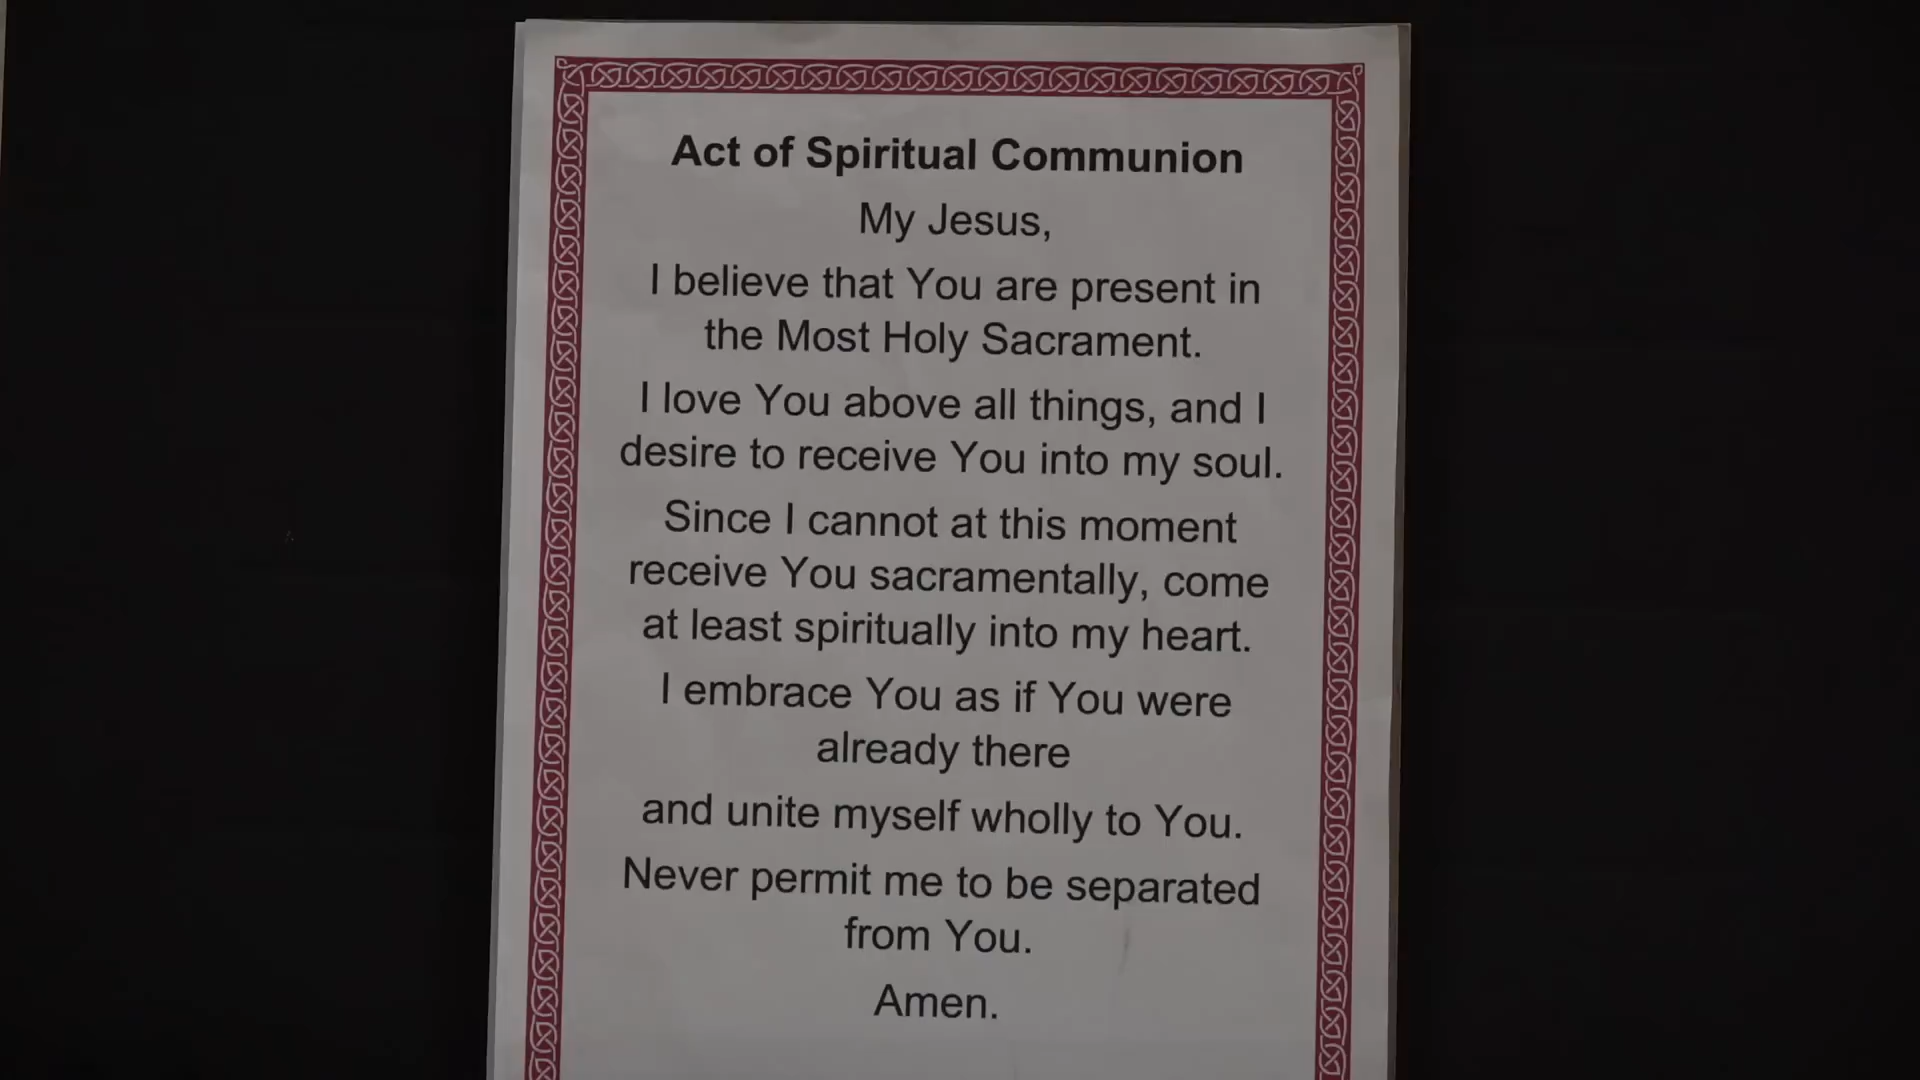 Act of Spiritual Communion
My Jesus,
I believe that You are present in
the Most Holy Sacrament.
I love You above all things, and I
desire to receive You into my soul.
Since I cannot at this moment
receive You sacramentally, come
at least spiritually into my heart.
I embrace You as if You were
already there
and unite myself wholly to You.
Never permit me to be separated
from You.
Amen.